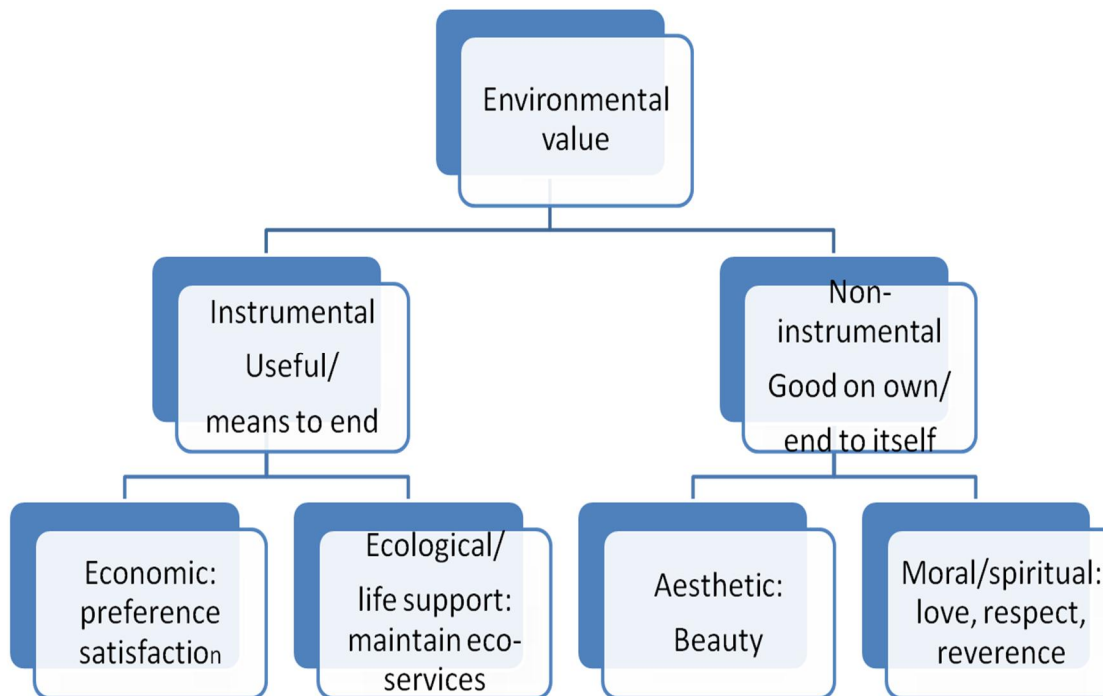 Environmental
value
Instrumental
Useful/
means to end
Non-
instrumental
Good on own/
end to itself
Economic:
preference
satisfaction
Ecological/
life support:
maintain eco-
services
Aesthetic:
Beauty
Moral/spiritual:
love, respect,
reverence